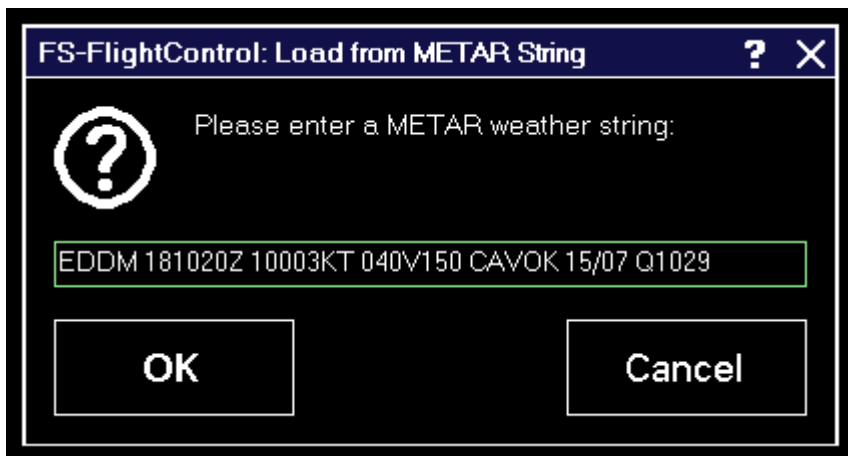 FS-FlightControl: Load from METAR String ? X
?
Please enter a METAR weather string:
EDDM 181020Z 10003KT 040V150 CAVOK 15/07 Q1029
OK Cancel